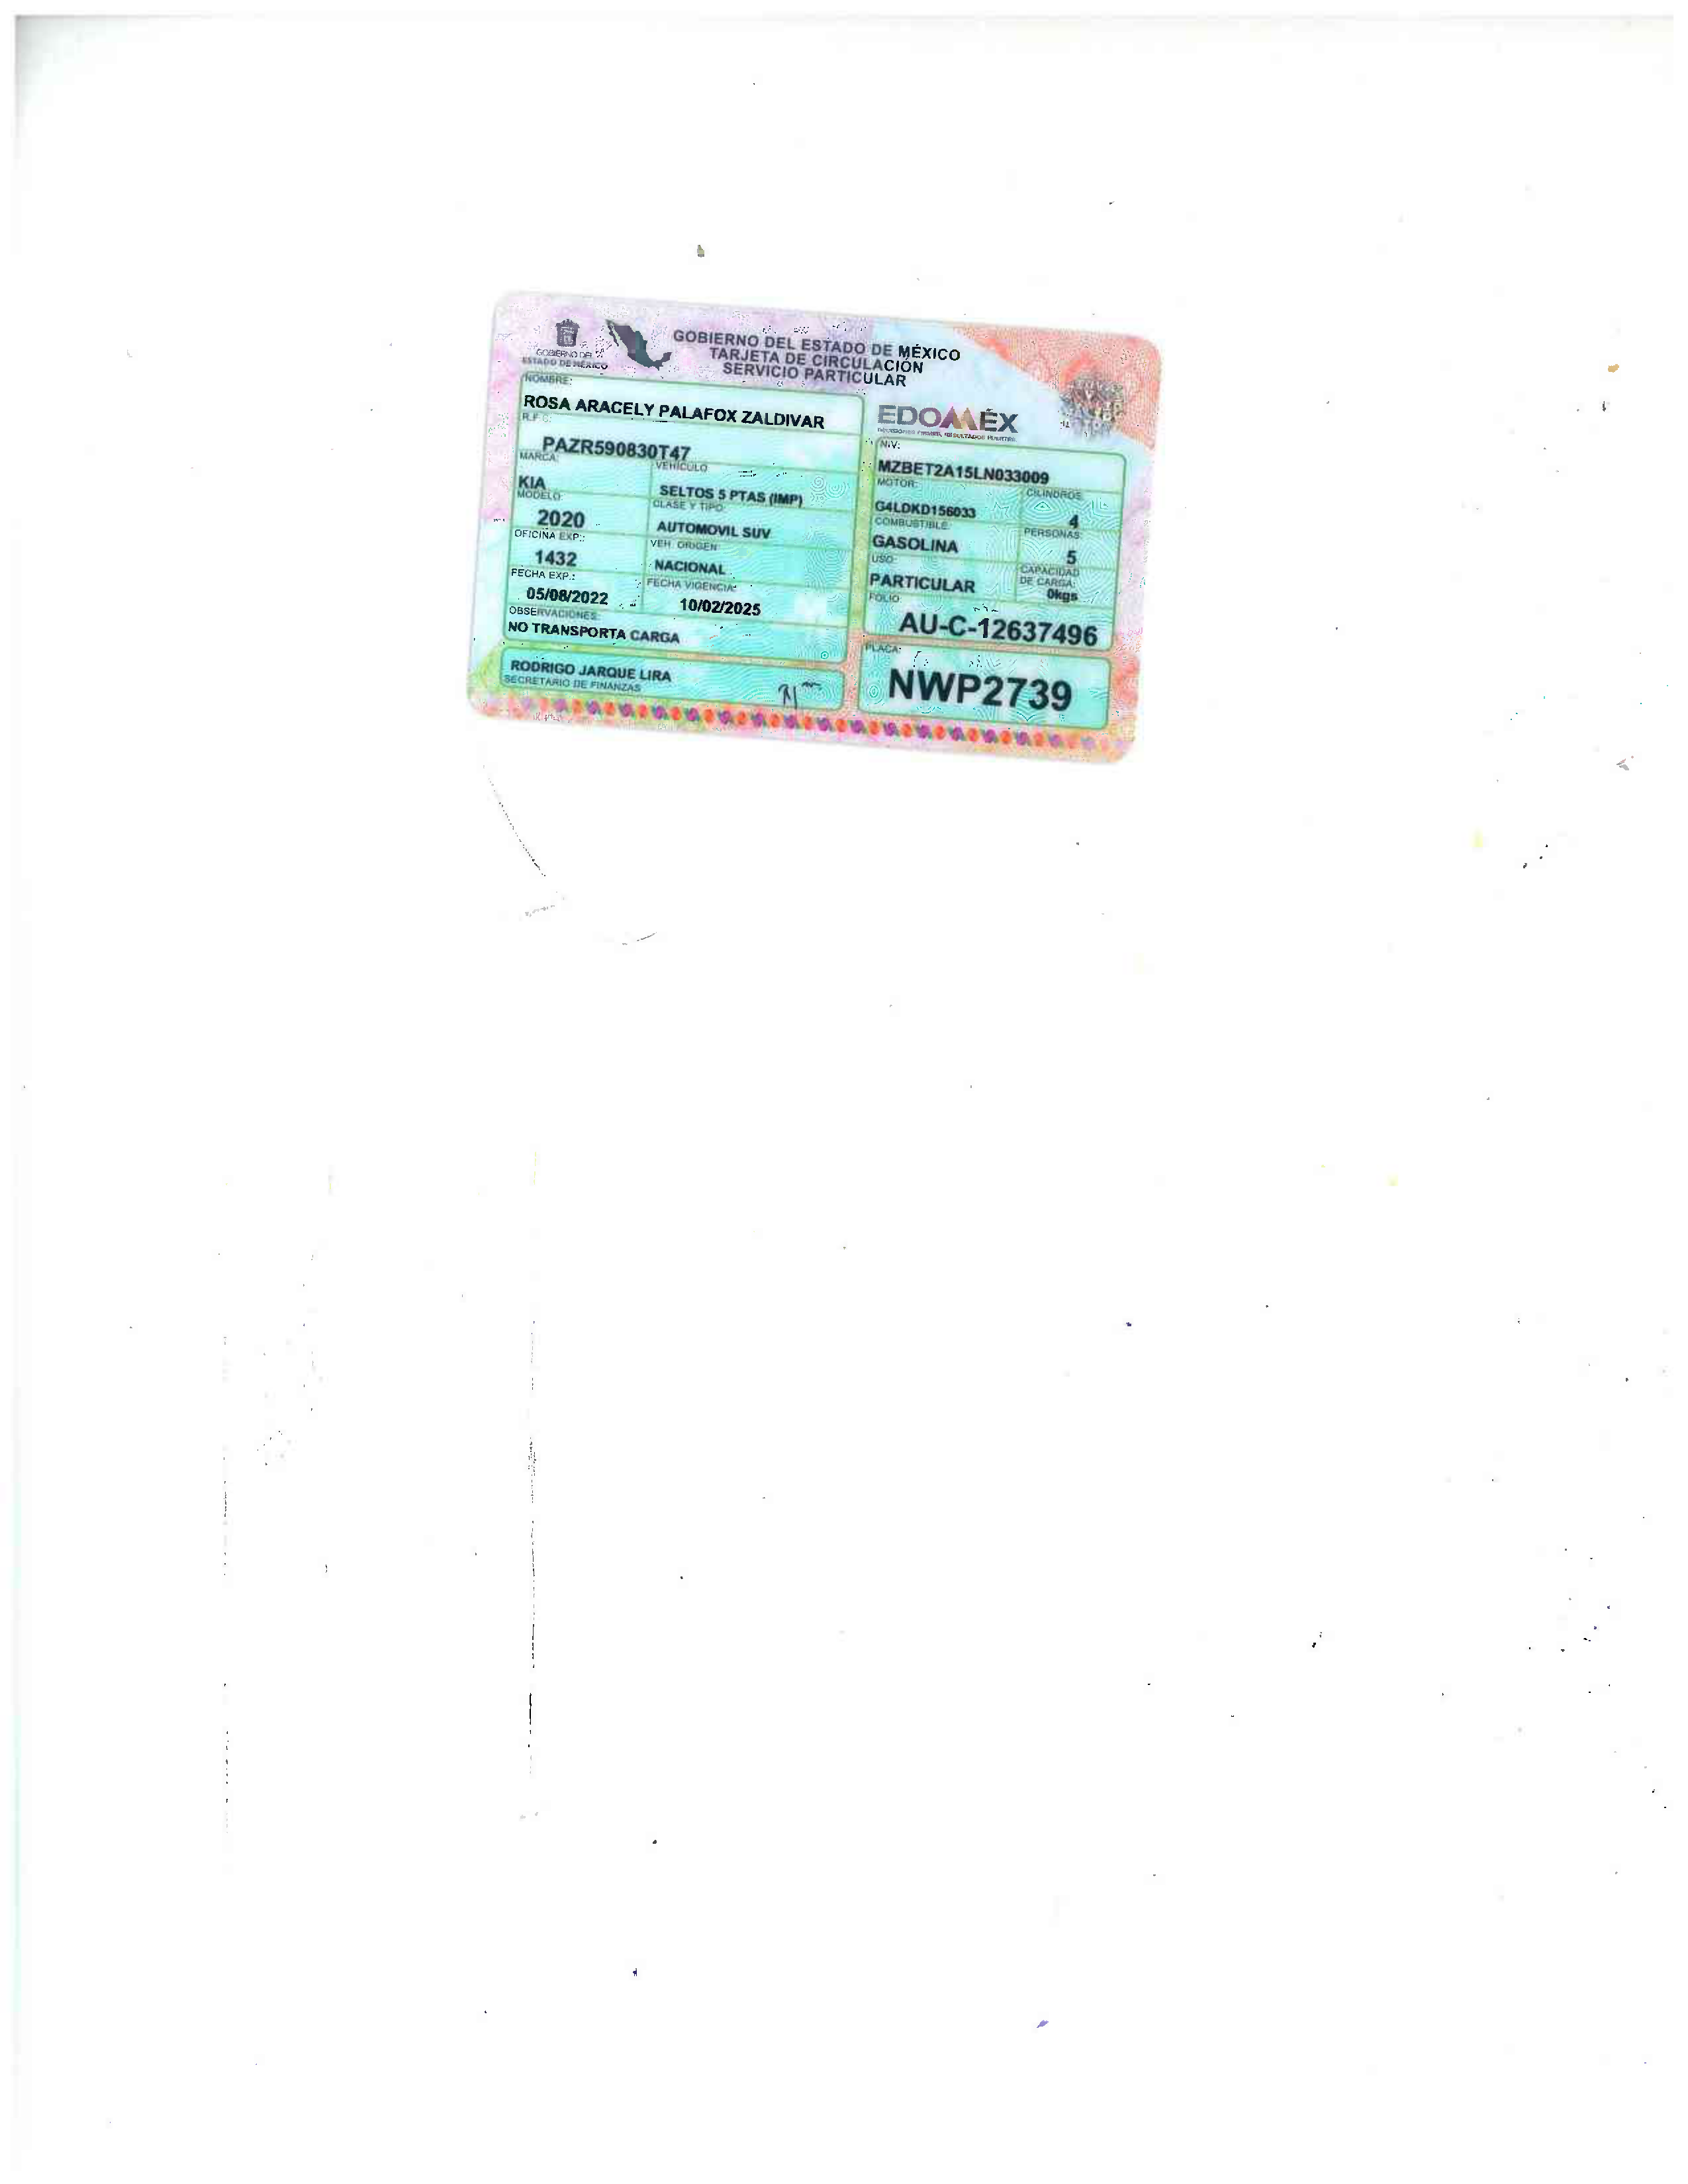 GOBIERNO DEL
ESTADO DE MÉXICO
GOBIERNO DEL ESTADO DE MÉXICO
TARJETA DE CIRCULACIÓN
SERVICIO PARTICULAR
NOMBRE:
ROSA ARACELY PALAFOX ZALDIVAR
R.F.C:
PAZR590830T47
MARCA:
VEHÍCULO
KIA
SELTOS 5 PTAS (IMP)
MODELO:
CLASE Y TIPO:
2020
AUTOMOVIL SUV
OFICINA EXP.:
VEH. ORIGEN:
1432
NACIONAL
FECHA EXP.:
FECHA VIGENCIA:
05/08/2022
10/02/2025
OBSERVACIONES:
NO TRANSPORTA CARGA
RODRIGO JARQUE LIRA
SECRETARIO DE FINANZAS
EDOMÉX
N.V:
MZBET2A15LN033009
MOTOR:
CILINDROS:
G4LDKD156033
4
COMBUSTIBLE:
PERSONAS:
GASOLINA
5
USO:
CAPACIDAD
DE CARGA:
PARTICULAR
0kgs
FOLIO
AU-C-12637496
PLACA:
NWP2739